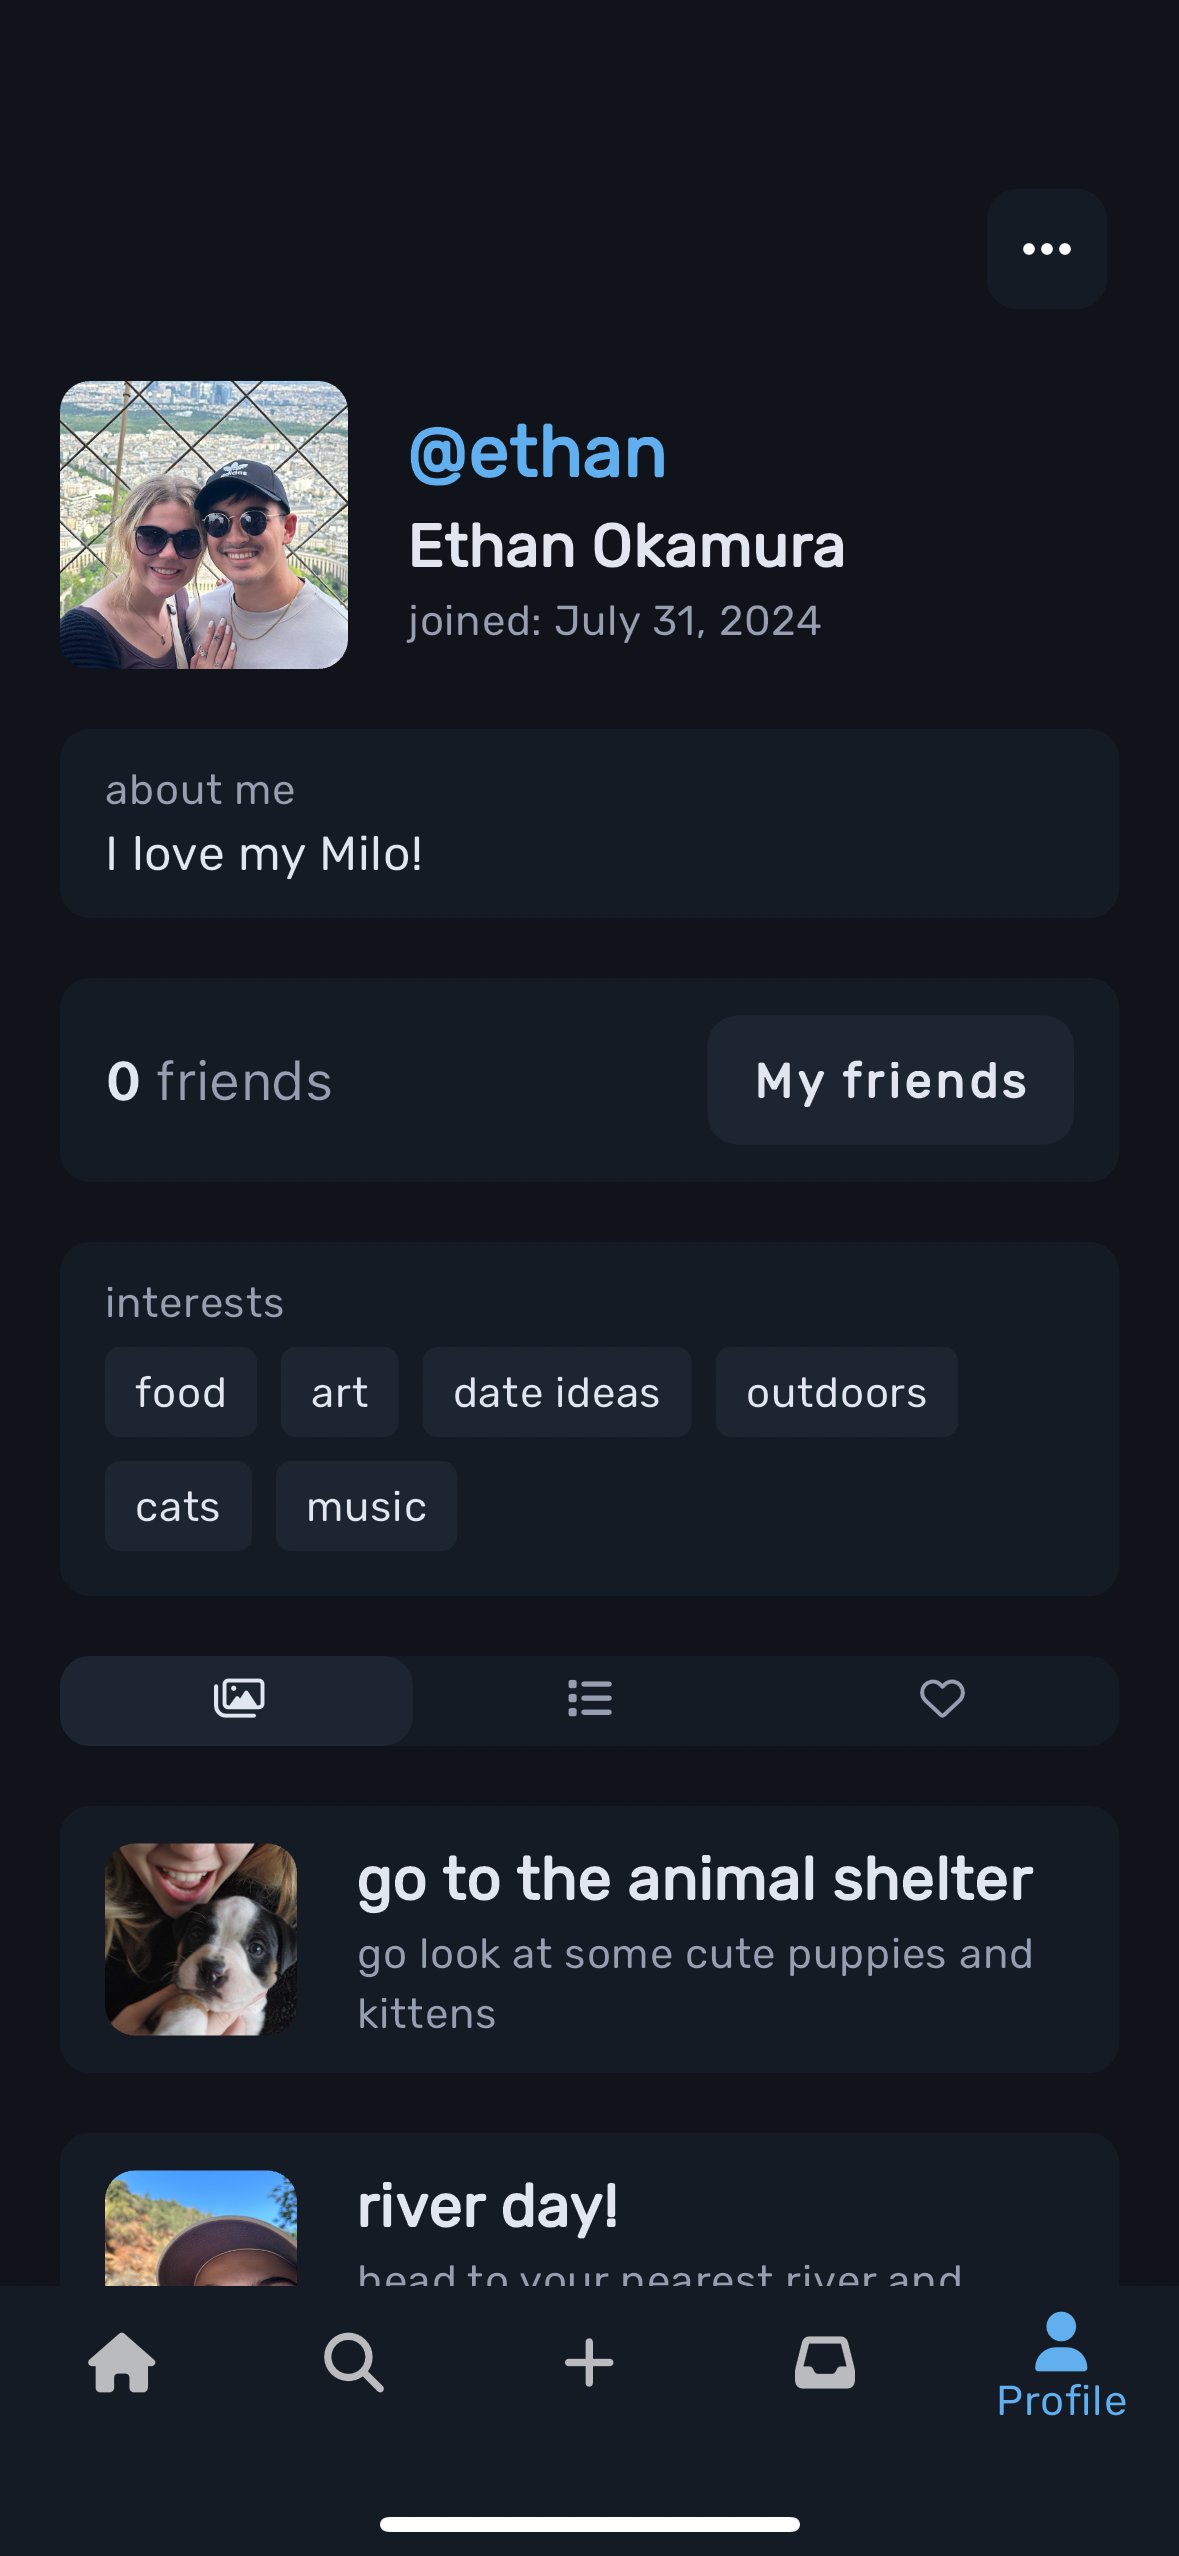 @ethan
Ethan Okamura
joined: July 31, 2024
about me
I love my Milo!
0 friends
My friends
interests
food
art
date ideas
outdoors
cats
music
go to the animal shelter
go look at some cute puppies and
kittens
river day!
head to your nearest river and
Profile